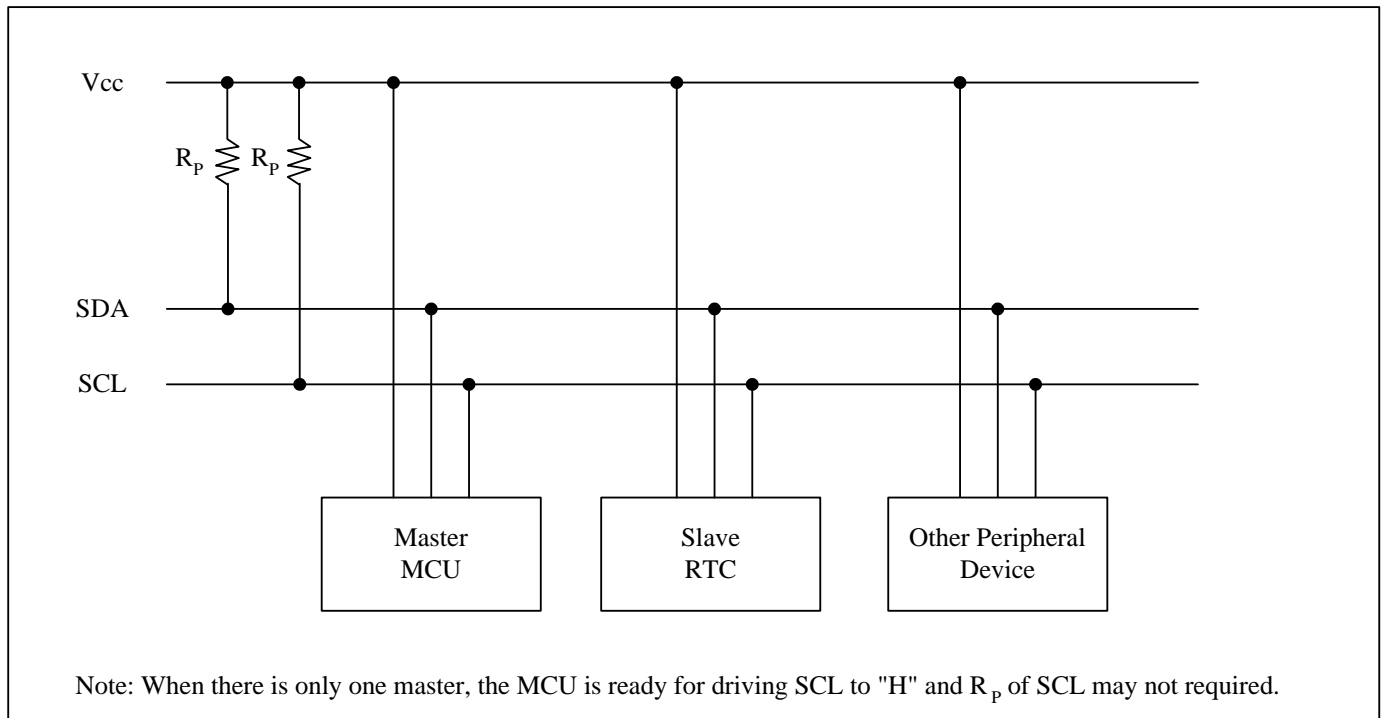 Vcc
R_P R_P
SDA
SCL
Master
MCU
Slave
RTC
Other Peripheral
Device
Note: When there is only one master, the MCU is ready for driving SCL to "H" and R_P of SCL may not required.